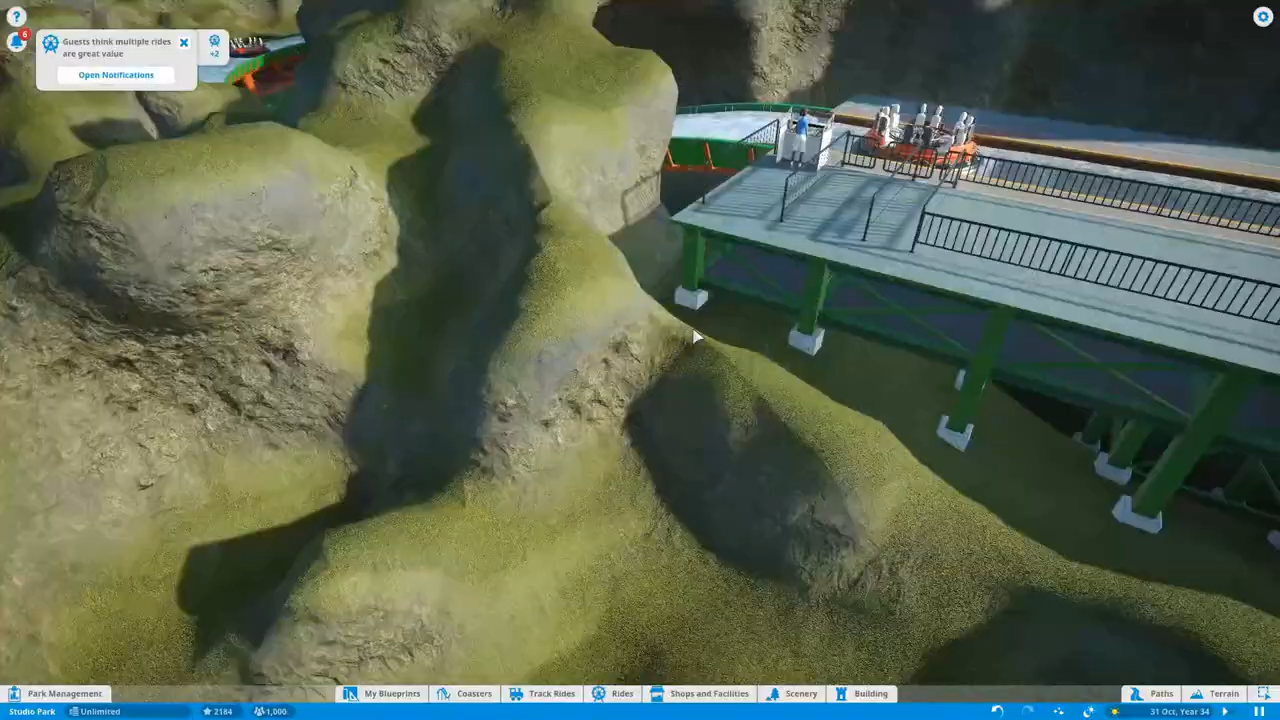 ?
6
Guests think multiple rides
are great value
+2
Open Notifications
Park Management
My Blueprints
Coasters
Track Rides
Rides
Shops and Facilities
Scenery
Building
Paths
Terrain
Studio Park
Unlimited
2184
1,000
31 Oct, Year 34